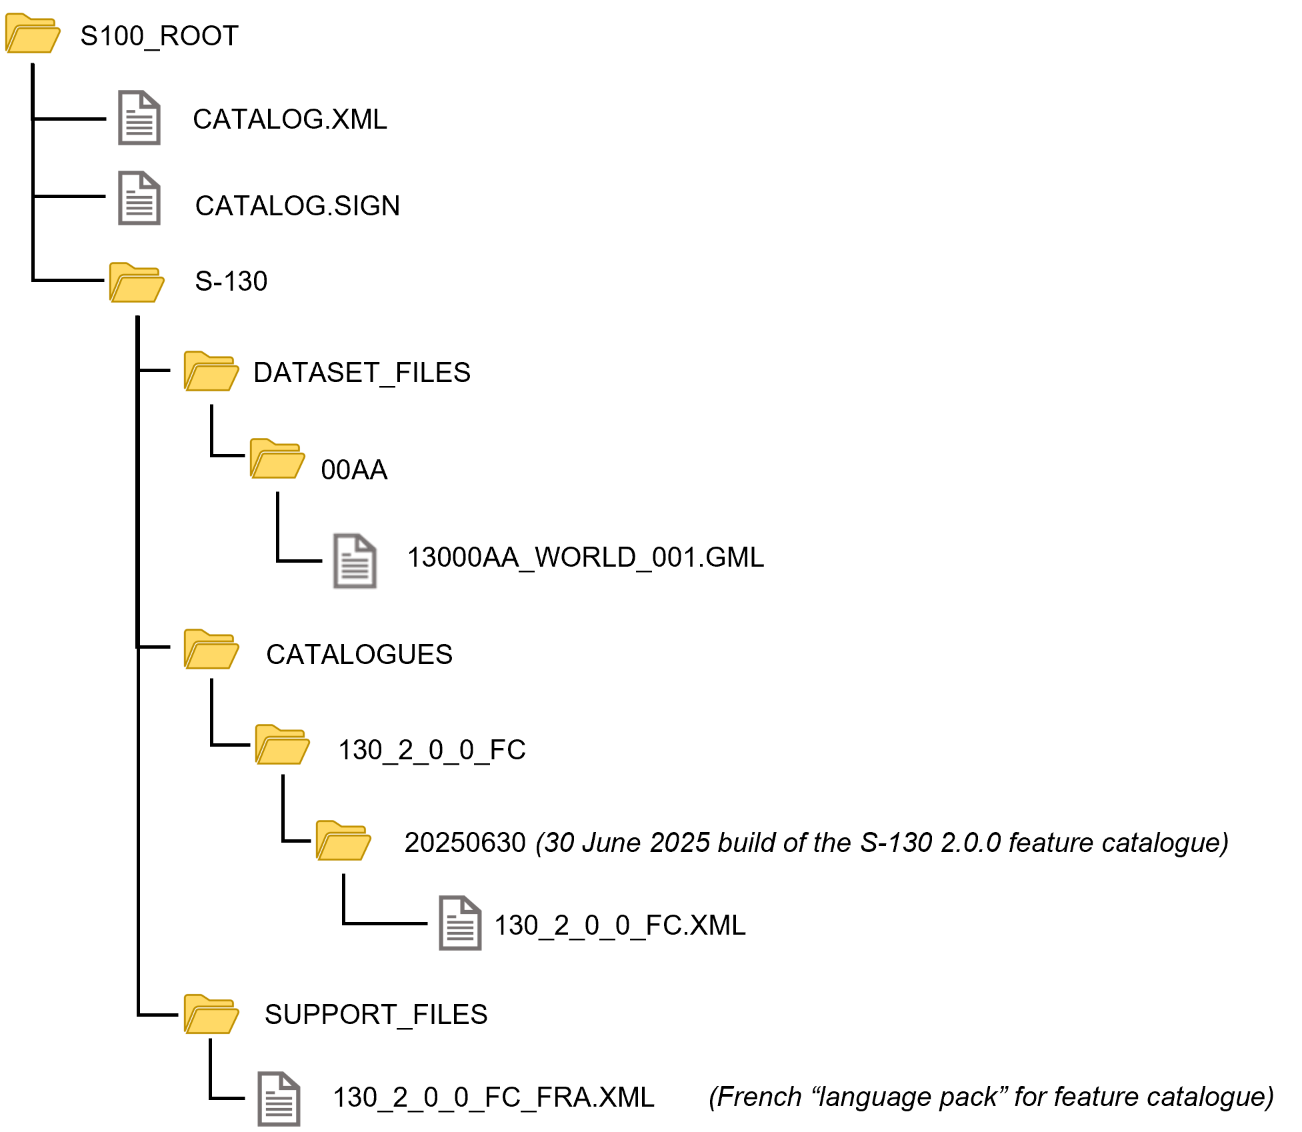 S100_ROOT
CATALOG.XML
CATALOG.SIGN
S-130
DATASET_FILES
00AA
13000AA_WORLD_001.GML
CATALOGUES
130_2_0_0_FC
20250630 (30 June 2025 build of the S-130 2.0.0 feature catalogue)
130_2_0_0_FC.XML
SUPPORT_FILES
130_2_0_0_FC_FRA.XML (French “language pack” for feature catalogue)